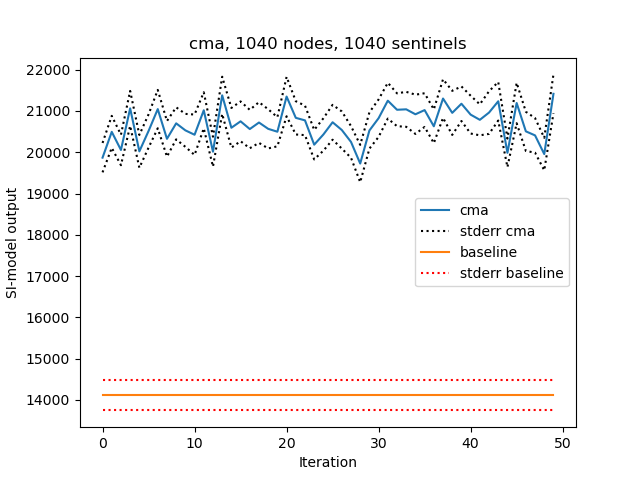 cma, 1040 nodes, 1040 sentinels
22000
21000
20000
19000
18000
17000
16000
15000
14000
SI-model output
cma
stderr cma
baseline
stderr baseline
0 10 20 30 40 50
Iteration